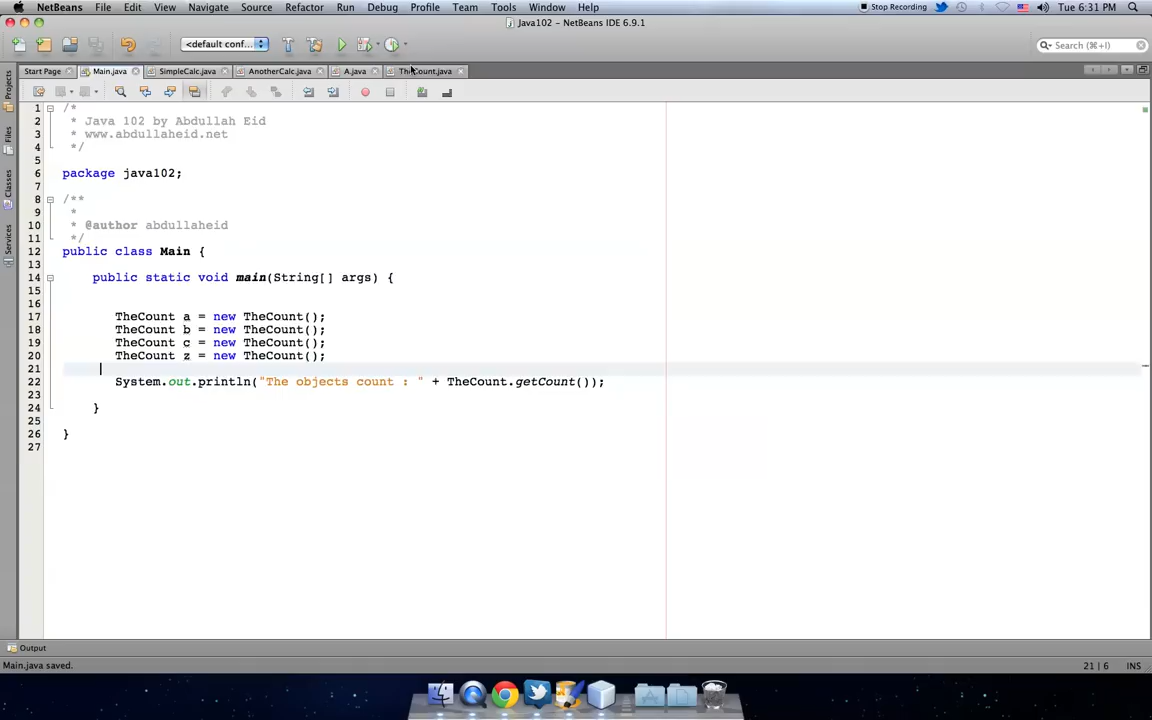 NetBeans File Edit View Navigate Source Refactor Run Debug Profile Team Tools Window Help Stop Recording Tue 6:31 PM
Java102 – NetBeans IDE 6.9.1
<default conf... Search (⌘+I)
Start Page Main.java SimpleCalc.java AnotherCalc.java A.java TheCount.java
Projects
Files
Classes
Services
1 /*
2 * Java 102 by Abdullah Eid
3 * www.abdullaheid.net
4 */
5
6 package java102;
7
8 /**
9 *
10 * @author abdullaheid
11 */
12 public class Main {
13
14 public static void main(String[] args) {
15
16
17 TheCount a = new TheCount();
18 TheCount b = new TheCount();
19 TheCount c = new TheCount();
20 TheCount z = new TheCount();
21
22 System.out.println("The objects count : " + TheCount.getCount());
23
24 }
25
26 }
27
Output
Main.java saved. 21 | 6 INS